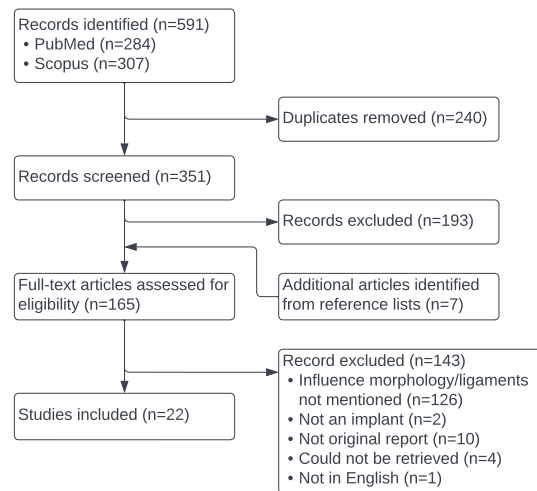 Records identified (n=591)
• PubMed (n=284)
• Scopus (n=307)
Duplicates removed (n=240)
Records screened (n=351)
Records excluded (n=193)
Full-text articles assessed for
eligibility (n=165)
Additional articles identified
from reference lists (n=7)
Record excluded (n=143)
• Influence morphology/ligaments
not mentioned (n=126)
• Not an implant (n=2)
• Not original report (n=10)
• Could not be retrieved (n=4)
• Not in English (n=1)
Studies included (n=22)